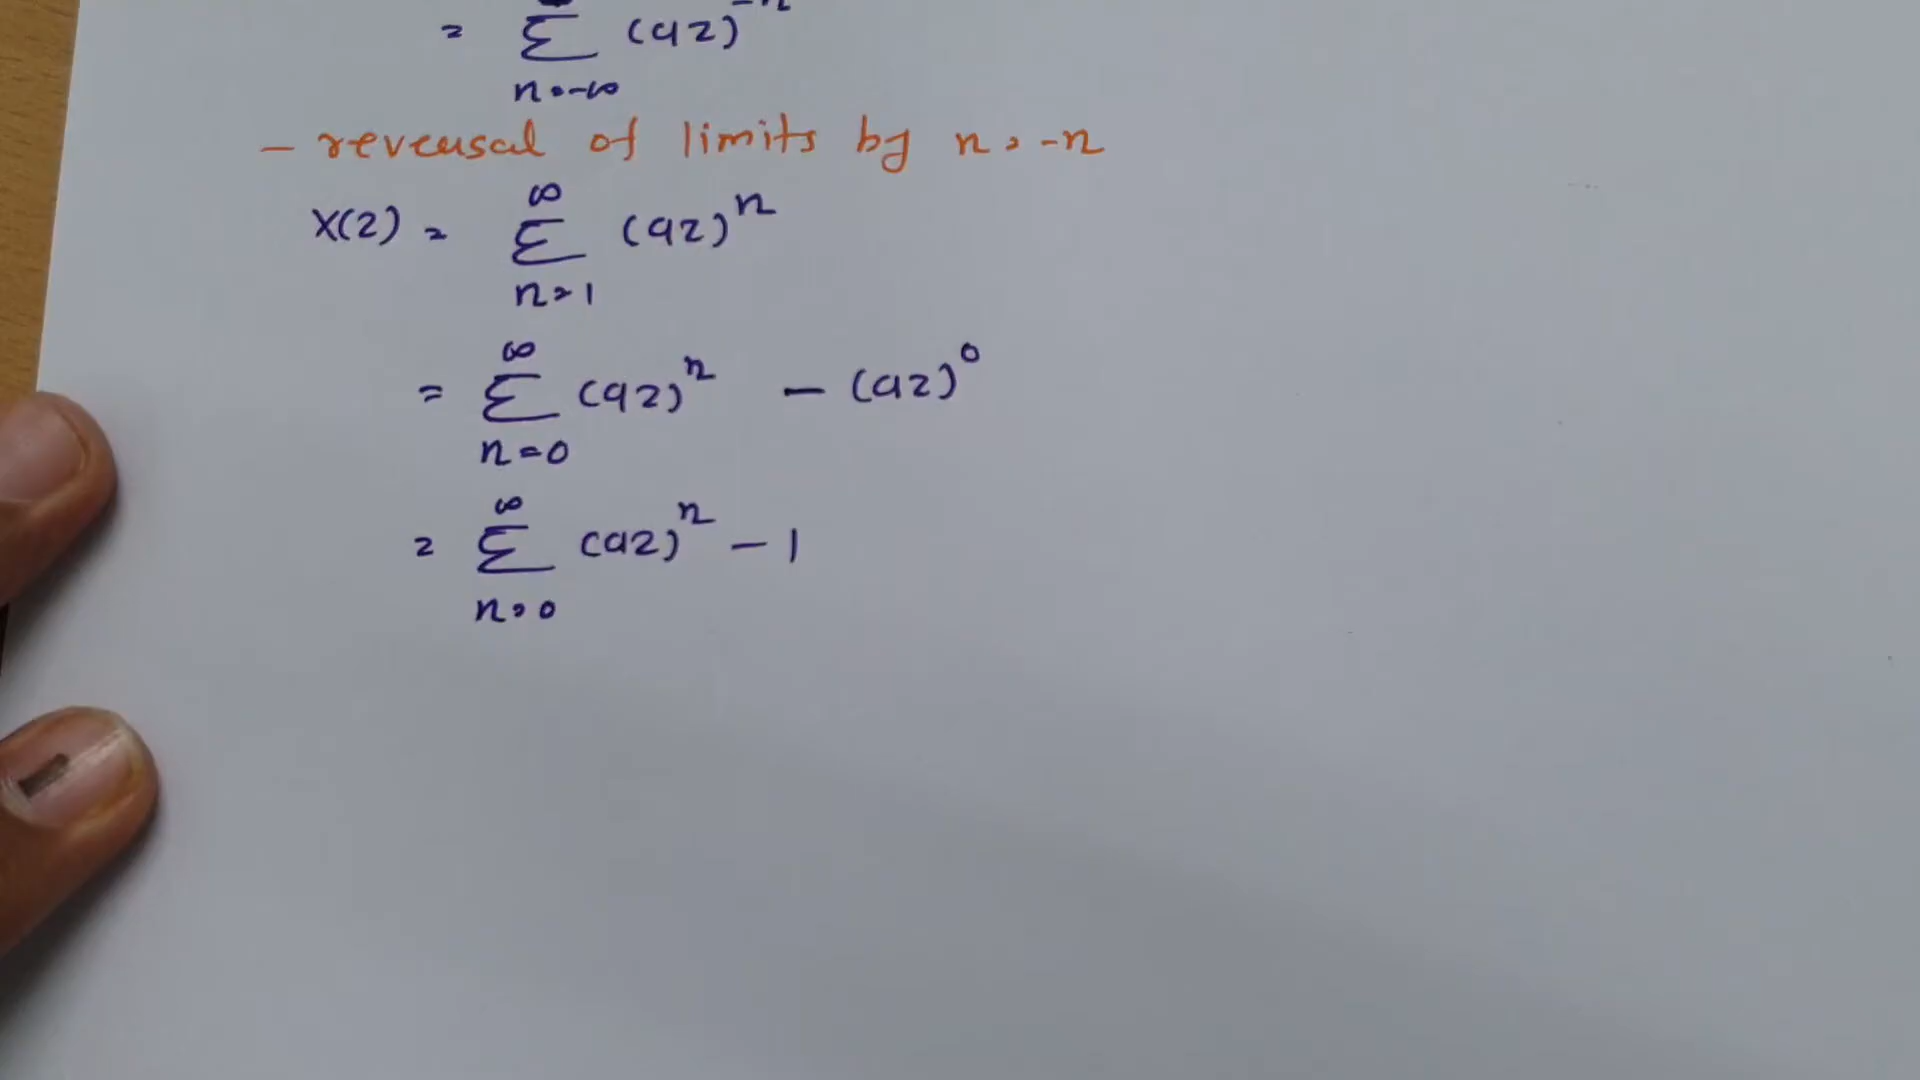 = Σ (az)^-n
n=-∞
- reversal of limits by n=-n
∞
X(z) = Σ (az)^n
n=1
∞
= Σ (az)^n - (az)^0
n=0
∞
= Σ (az)^n - 1
n=0